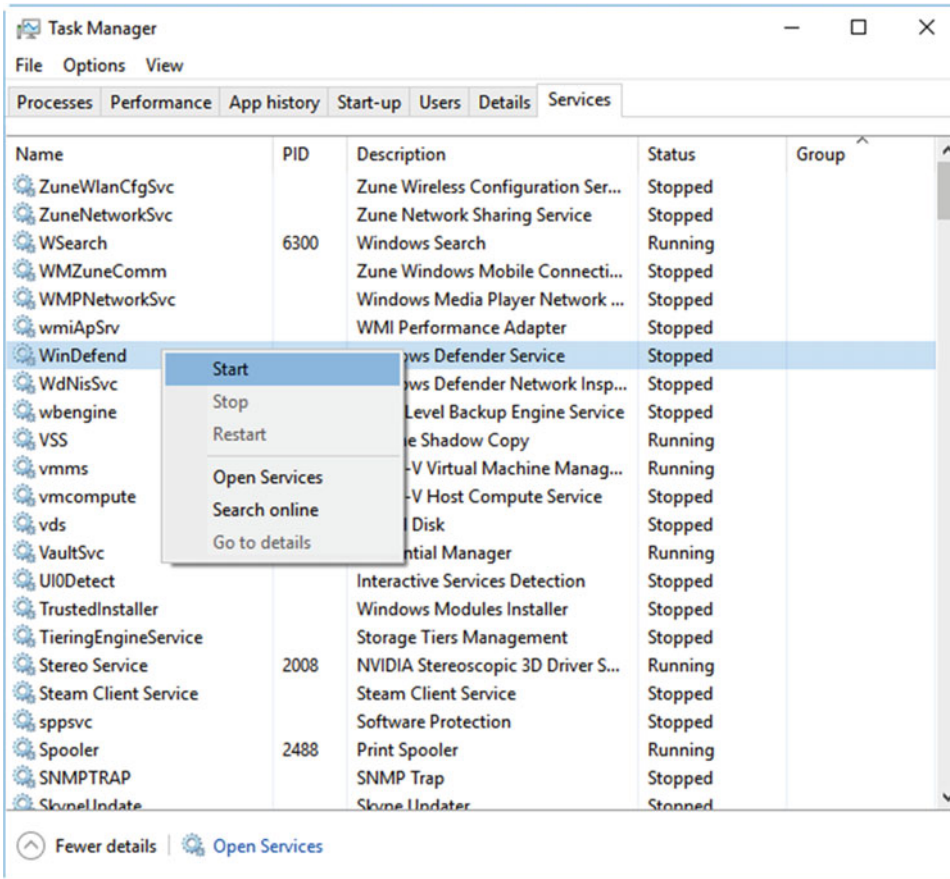 Task Manager
File Options View
Processes Performance App history Start-up Users Details Services
Name PID Description Status Group
ZuneWlanCfgSvc Zune Wireless Configuration Ser... Stopped
ZuneNetworkSvc Zune Network Sharing Service Stopped
WSearch 6300 Windows Search Running
WMZuneComm Zune Windows Mobile Connecti... Stopped
WMPNetworkSvc Windows Media Player Network ... Stopped
wmiApSrv WMI Performance Adapter Stopped
WinDefend ows Defender Service Stopped
Start
WdNisSvc ows Defender Network Insp... Stopped
Stop
wbengine Level Backup Engine Service Stopped
Restart
VSS e Shadow Copy Running
vmms -V Virtual Machine Manag... Running
Open Services
vmcompute -V Host Compute Service Stopped
Search online
vds l Disk Stopped
Go to details
VaultSvc ntial Manager Running
UI0Detect Interactive Services Detection Stopped
TrustedInstaller Windows Modules Installer Stopped
TieringEngineService Storage Tiers Management Stopped
Stereo Service 2008 NVIDIA Stereoscopic 3D Driver S... Running
Steam Client Service Steam Client Service Stopped
sppsvc Software Protection Stopped
Spooler 2488 Print Spooler Running
SNMPTRAP SNMP Trap Stopped
SkypeUpdate Skype Updater Stopped
Fewer details Open Services